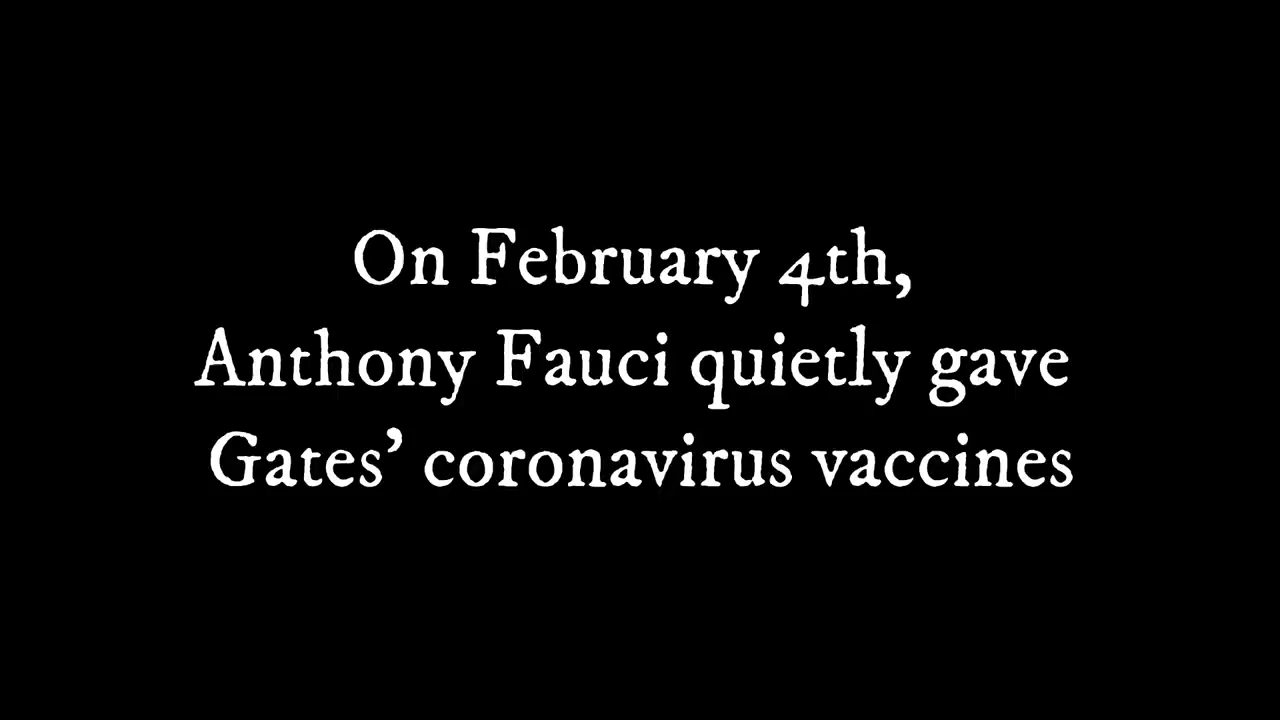 On February 4th,
Anthony Fauci quietly gave
Gates' coronavirus vaccines